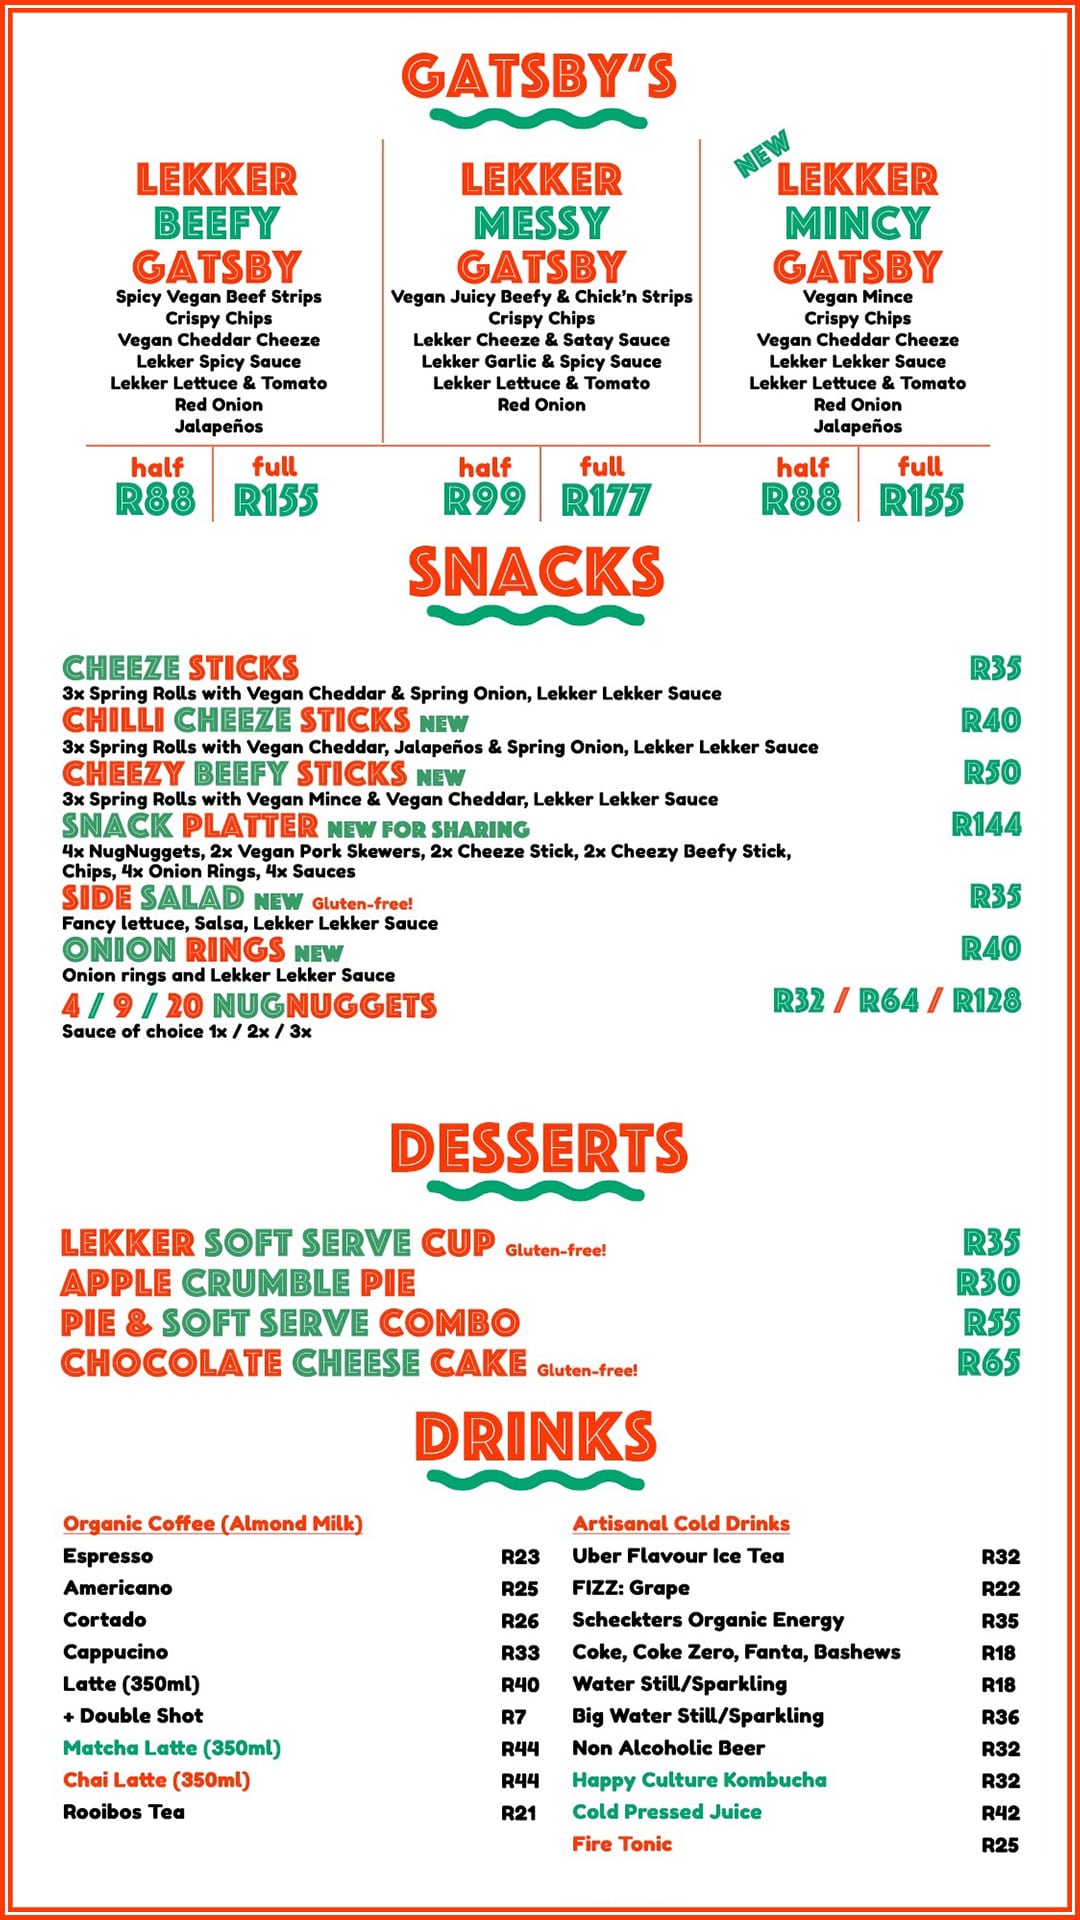 GATSBY'S
NEW
LEKKER
BEEFY
GATSBY
Spicy Vegan Beef Strips
Crispy Chips
Vegan Cheddar Cheeze
Lekker Spicy Sauce
Lekker Lettuce & Tomato
Red Onion
Jalapeños
half full
R88 R155
LEKKER
MESSY
GATSBY
Vegan Juicy Beefy & Chick'n Strips
Crispy Chips
Lekker Cheeze & Satay Sauce
Lekker Garlic & Spicy Sauce
Lekker Lettuce & Tomato
Red Onion
half full
R99 R177
LEKKER
MINCY
GATSBY
Vegan Mince
Crispy Chips
Vegan Cheddar Cheeze
Lekker Lekker Sauce
Lekker Lettuce & Tomato
Red Onion
Jalapeños
half full
R88 R155
SNACKS
CHEEZE STICKS R35
3x Spring Rolls with Vegan Cheddar & Spring Onion, Lekker Lekker Sauce
CHILLI CHEEZE STICKS NEW R40
3x Spring Rolls with Vegan Cheddar, Jalapeños & Spring Onion, Lekker Lekker Sauce
CHEEZY BEEFY STICKS NEW R50
3x Spring Rolls with Vegan Mince & Vegan Cheddar, Lekker Lekker Sauce
SNACK PLATTER NEW FOR SHARING R144
4x NugNuggets, 2x Vegan Pork Skewers, 2x Cheeze Stick, 2x Cheezy Beefy Stick,
Chips, 4x Onion Rings, 4x Sauces
SIDE SALAD NEW Gluten-free! R35
Fancy lettuce, Salsa, Lekker Lekker Sauce
ONION RINGS NEW R40
Onion rings and Lekker Lekker Sauce
4 / 9 / 20 NUGNUGGETS R32 / R64 / R128
Sauce of choice 1x / 2x / 3x
DESSERTS
LEKKER SOFT SERVE CUP Gluten-free! R35
APPLE CRUMBLE PIE R30
PIE & SOFT SERVE COMBO R55
CHOCOLATE CHEESE CAKE Gluten-free! R65
DRINKS
Organic Coffee (Almond Milk)
Espresso R23
Americano R25
Cortado R26
Cappucino R33
Latte (350ml) R40
+ Double Shot R7
Matcha Latte (350ml) R44
Chai Latte (350ml) R44
Rooibos Tea R21
Artisanal Cold Drinks
Uber Flavour Ice Tea R32
FIZZ: Grape R22
Scheckters Organic Energy R35
Coke, Coke Zero, Fanta, Bashews R18
Water Still/Sparkling R18
Big Water Still/Sparkling R36
Non Alcoholic Beer R32
Happy Culture Kombucha R32
Cold Pressed Juice R42
Fire Tonic R25